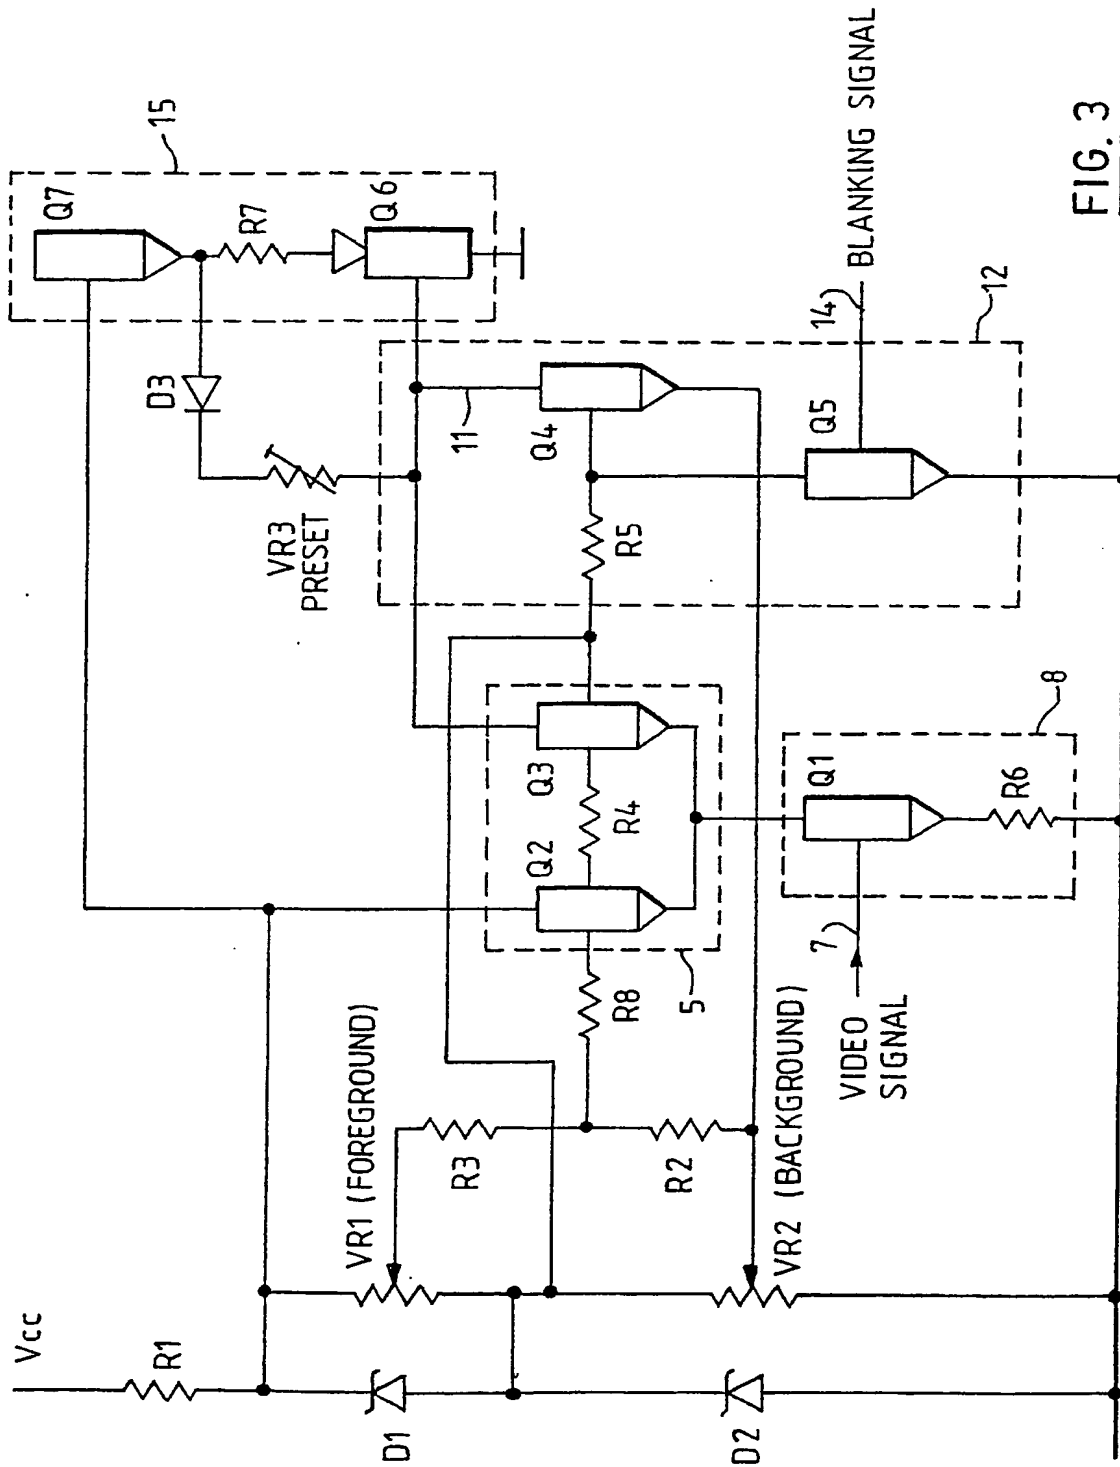 Vcc
R1
D1
D2
VR1 (FOREGROUND)
R3
R2
VR2 (BACKGROUND)
R8
5
VIDEO
SIGNAL
7
Q2
R4
Q3
Q1
R6
8
VR3
PRESET
D3
R5
11
Q4
Q5
14
BLANKING SIGNAL
12
Q7
R7
Q6
15
FIG. 3